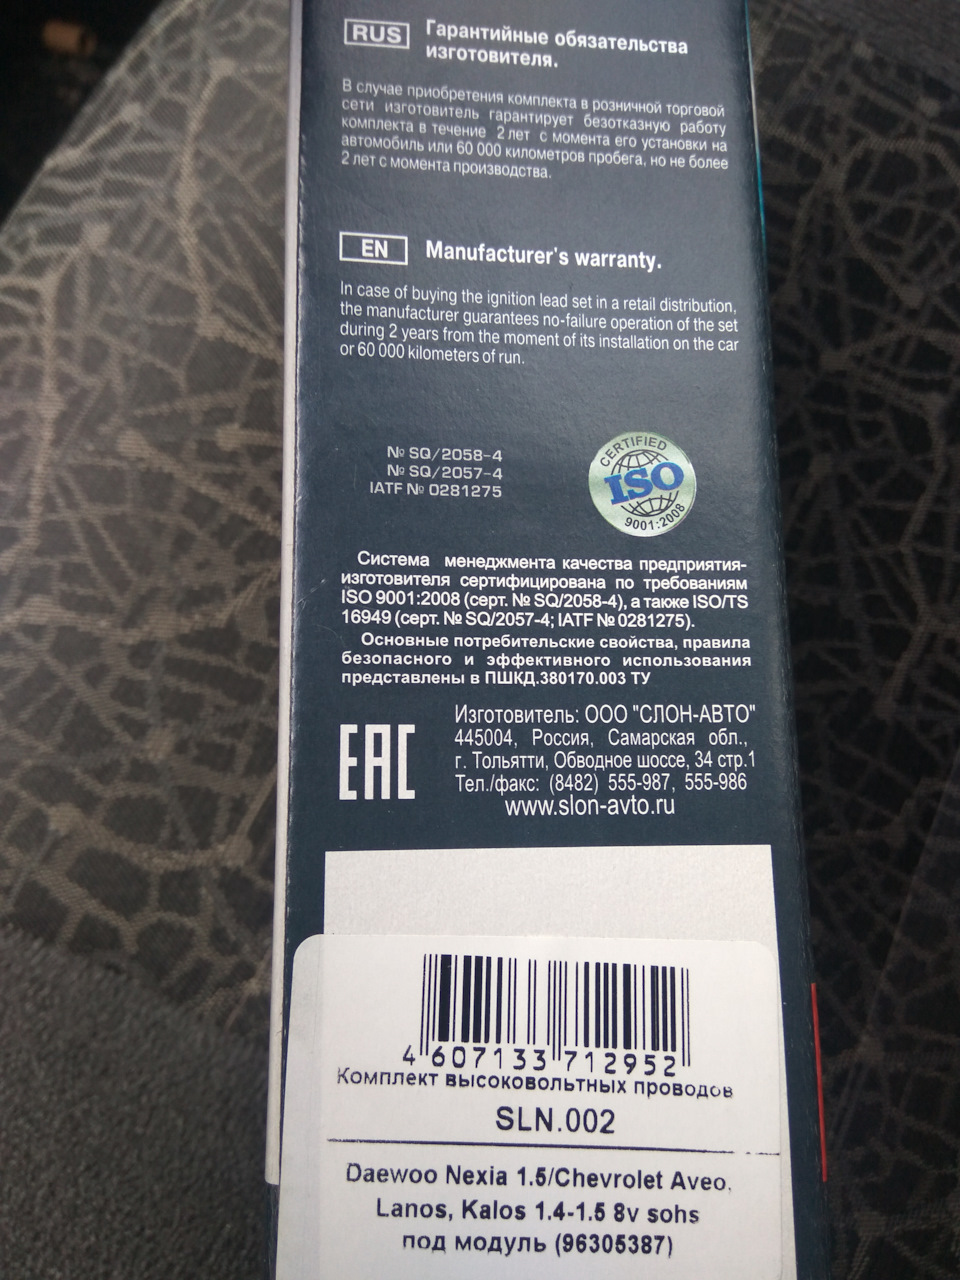 RUS Гарантийные обязательства
изготовителя.
В случае приобретения комплекта в розничной торговой
сети изготовитель гарантирует безотказную работу
комплекта в течение 2 лет с момента его установки на
автомобиль или 60 000 километров пробега, но не более
2 лет с момента производства.
EN Manufacturer's warranty.
In case of buying the ignition lead set in a retail distribution,
the manufacturer guarantees no-failure operation of the set
during 2 years from the moment of its installation on the car
or 60 000 kilometers of run.
№ SQ/2058-4
№ SQ/2057-4
IATF № 0281275
CERTIFIED
ISO
9001:2008
Система менеджмента качества предприятия-
изготовителя сертифицирована по требованиям
ISO 9001:2008 (серт. № SQ/2058-4), а также ISO/TS
16949 (серт. № SQ/2057-4; IATF № 0281275).
Основные потребительские свойства, правила
безопасного и эффективного использования
представлены в ПШКД.380170.003 ТУ
EAC
Изготовитель: ООО "СЛОН-АВТО"
445004, Россия, Самарская обл.,
г. Тольятти, Обводное шоссе, 34 стр.1
Тел./факс: (8482) 555-987, 555-986
www.slon-avto.ru
4 607133 712952
Комплект высоковольтных проводов
SLN.002
Daewoo Nexia 1.5/Chevrolet Aveo,
Lanos, Kalos 1.4-1.5 8v sohs
под модуль (96305387)